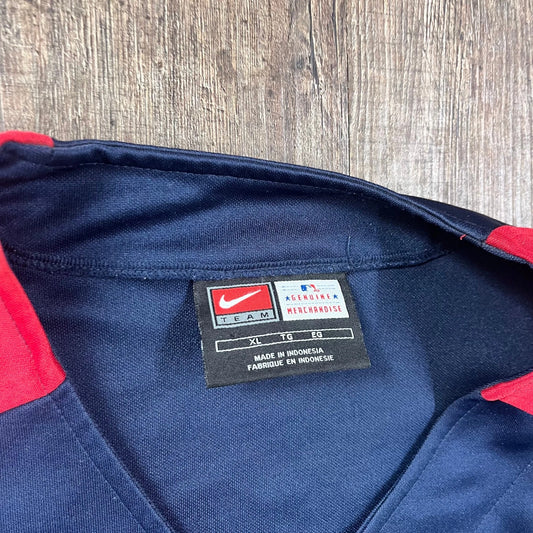 TEAM
GENUINE
MERCHANDISE
XL TG EG
MADE IN INDONESIA
FABRIQUE EN INDONESIE